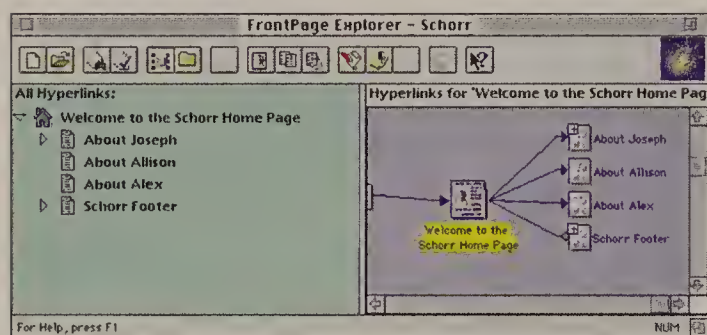 FrontPage Explorer – Schorr
All Hyperlinks:
Welcome to the Schorr Home Page
About Joseph
About Allison
About Alex
Schorr Footer
Hyperlinks for 'Welcome to the Schorr Home Pag
Welcome to the
Schorr Home Page
About Joseph
About Allison
About Alex
Schorr Footer
For Help, press F1
NUM